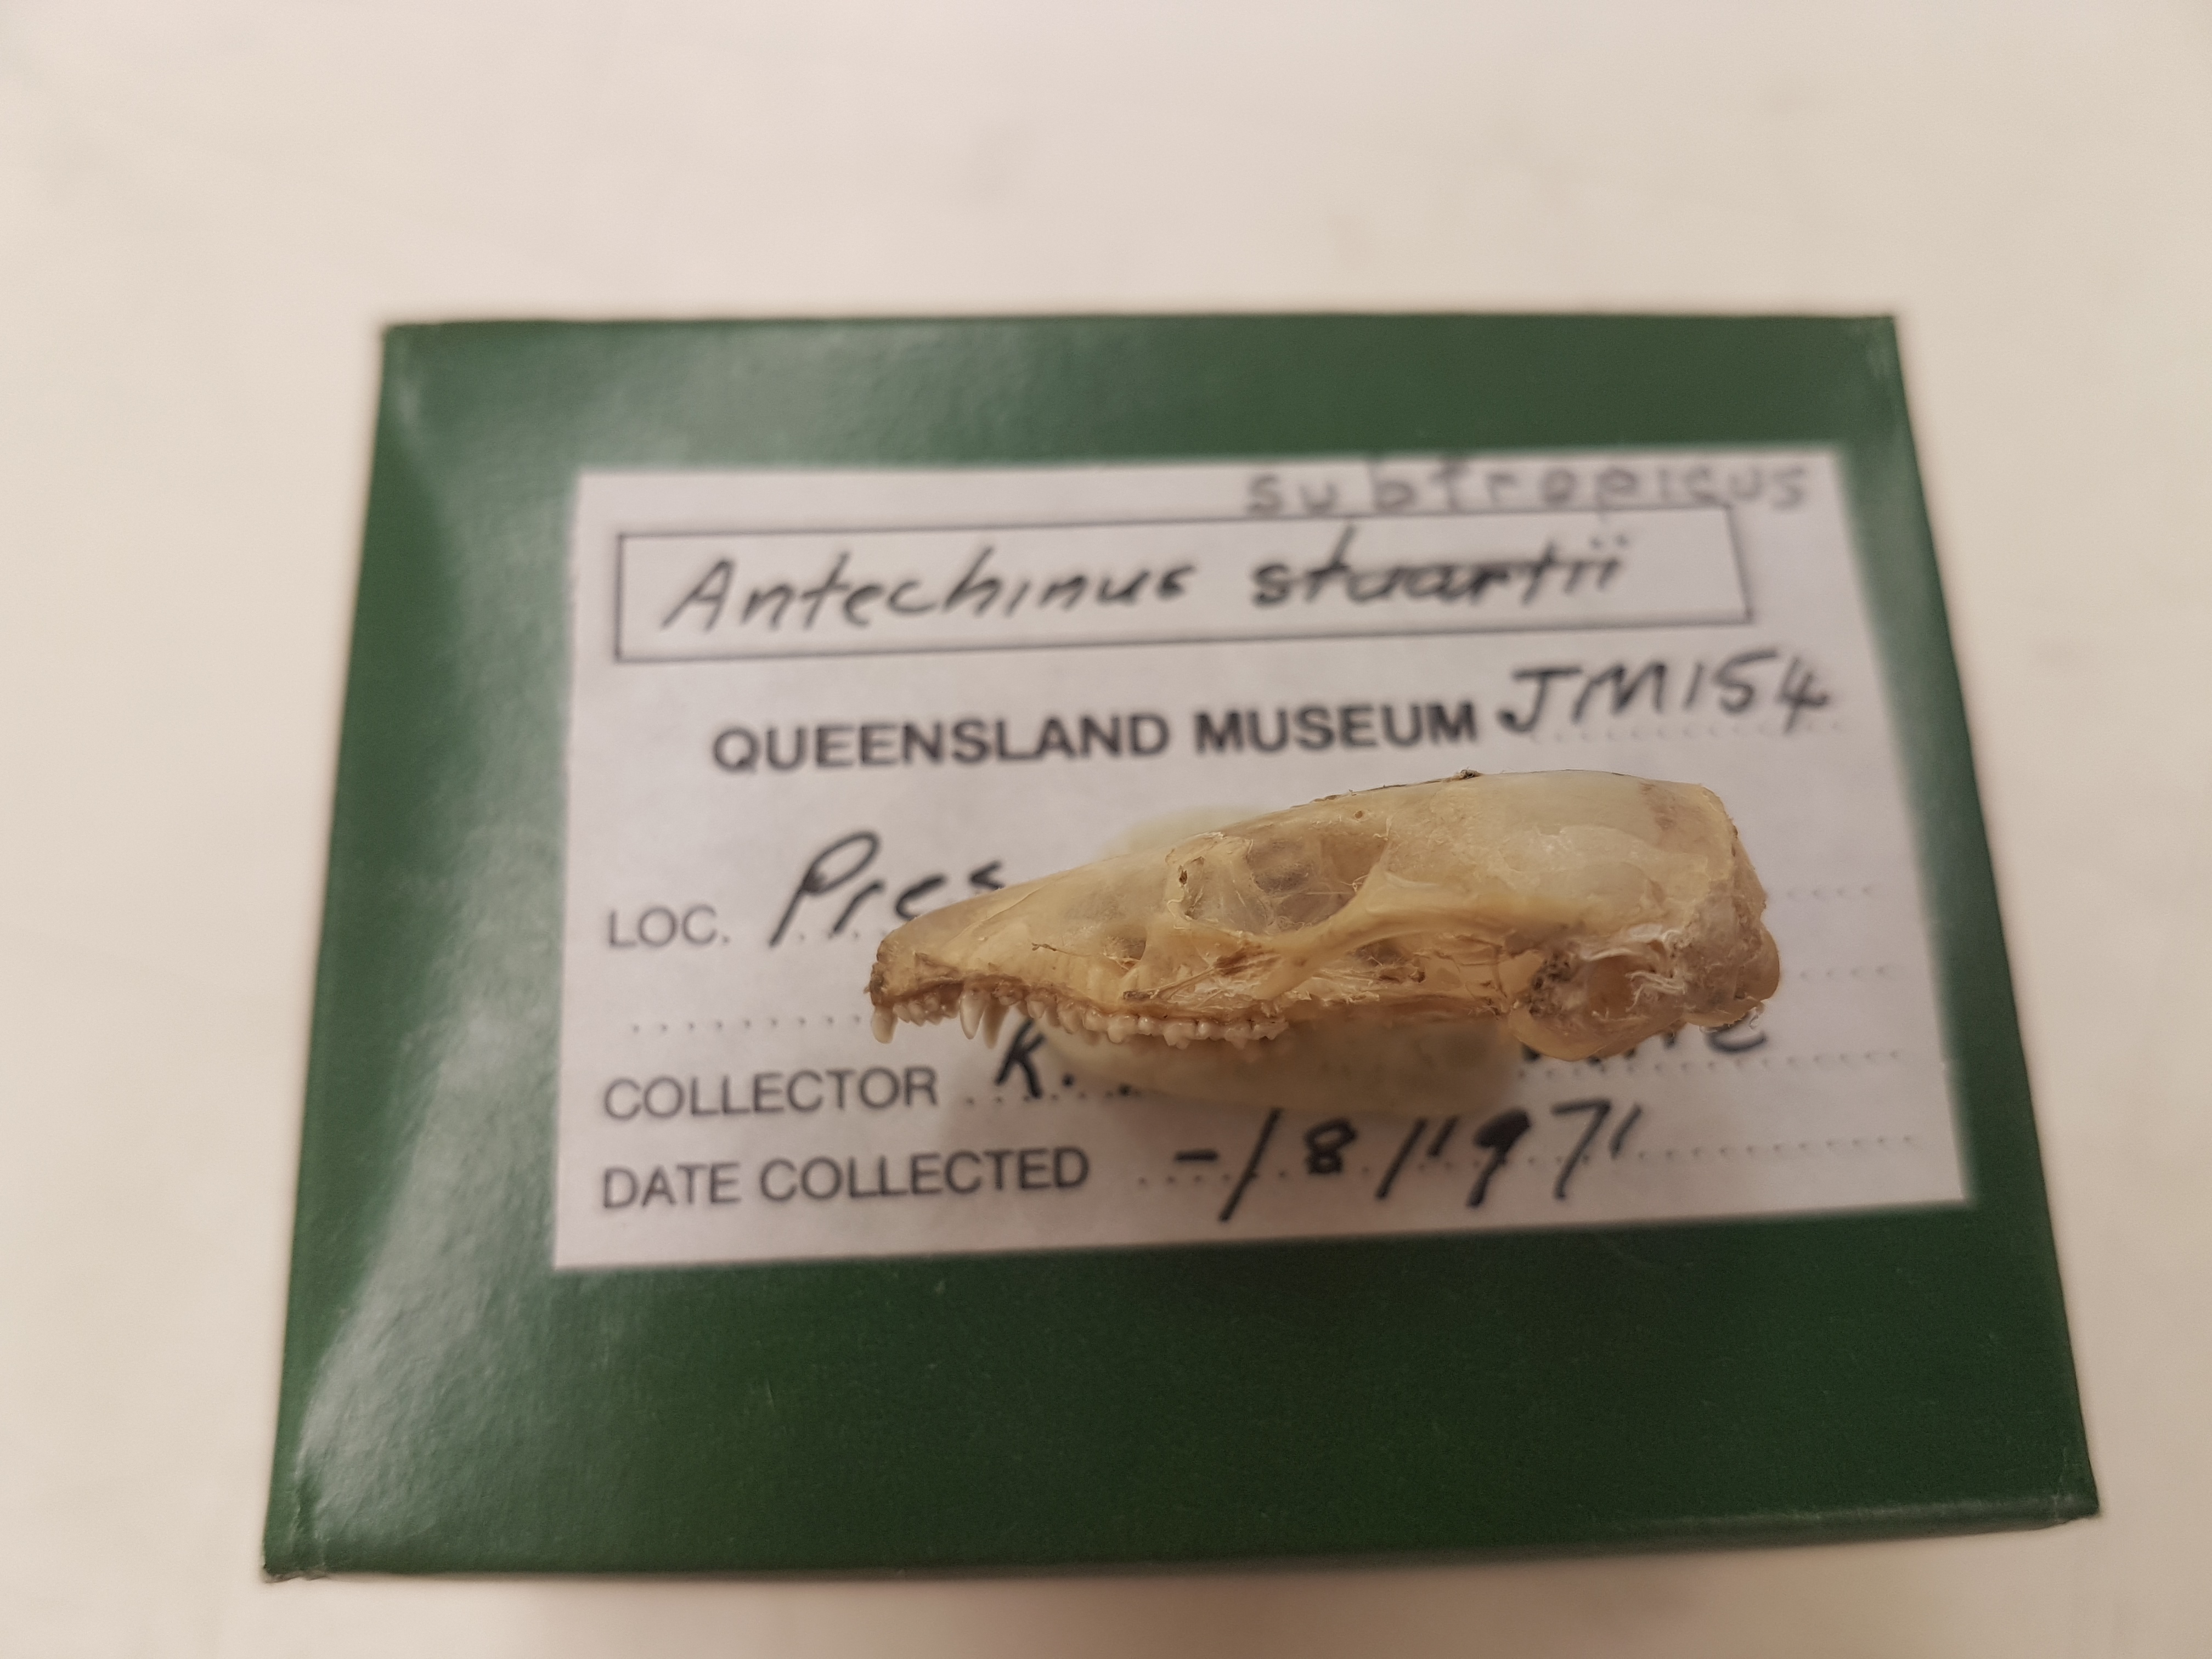 subtropicus
Antechinus stuartii
QUEENSLAND MUSEUM JM154
LOC.
COLLECTOR K.
DATE COLLECTED -/8/1971